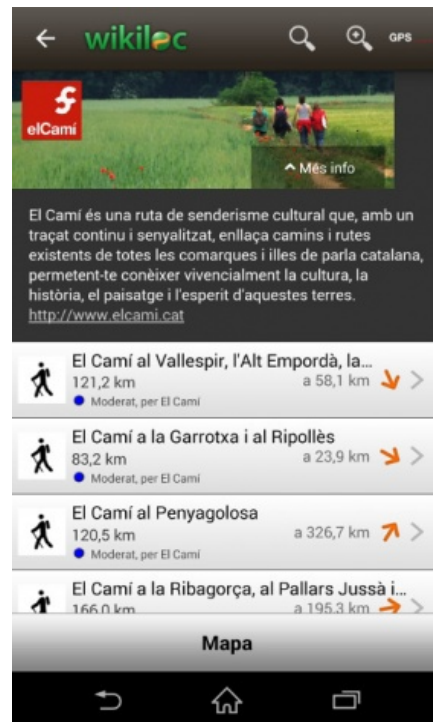 wikiloc
GPS
elCamí
Més info
El Camí és una ruta de senderisme cultural que, amb un
traçat continu i senyalitzat, enllaça camins i rutes
existents de totes les comarques i illes de parla catalana,
permetent-te conèixer vivencialment la cultura, la
història, el paisatge i l'esperit d'aquestes terres.
http://www.elcami.cat
El Camí al Vallespir, l'Alt Empordà, la...
121,2 km
a 58,1 km
Moderat, per El Camí
El Camí a la Garrotxa i al Ripollès
83,2 km
a 23,9 km
Moderat, per El Camí
El Camí al Penyagolosa
120,5 km
a 326,7 km
Moderat, per El Camí
El Camí a la Ribagorça, al Pallars Jussà i...
166,0 km
a 195,3 km
Mapa